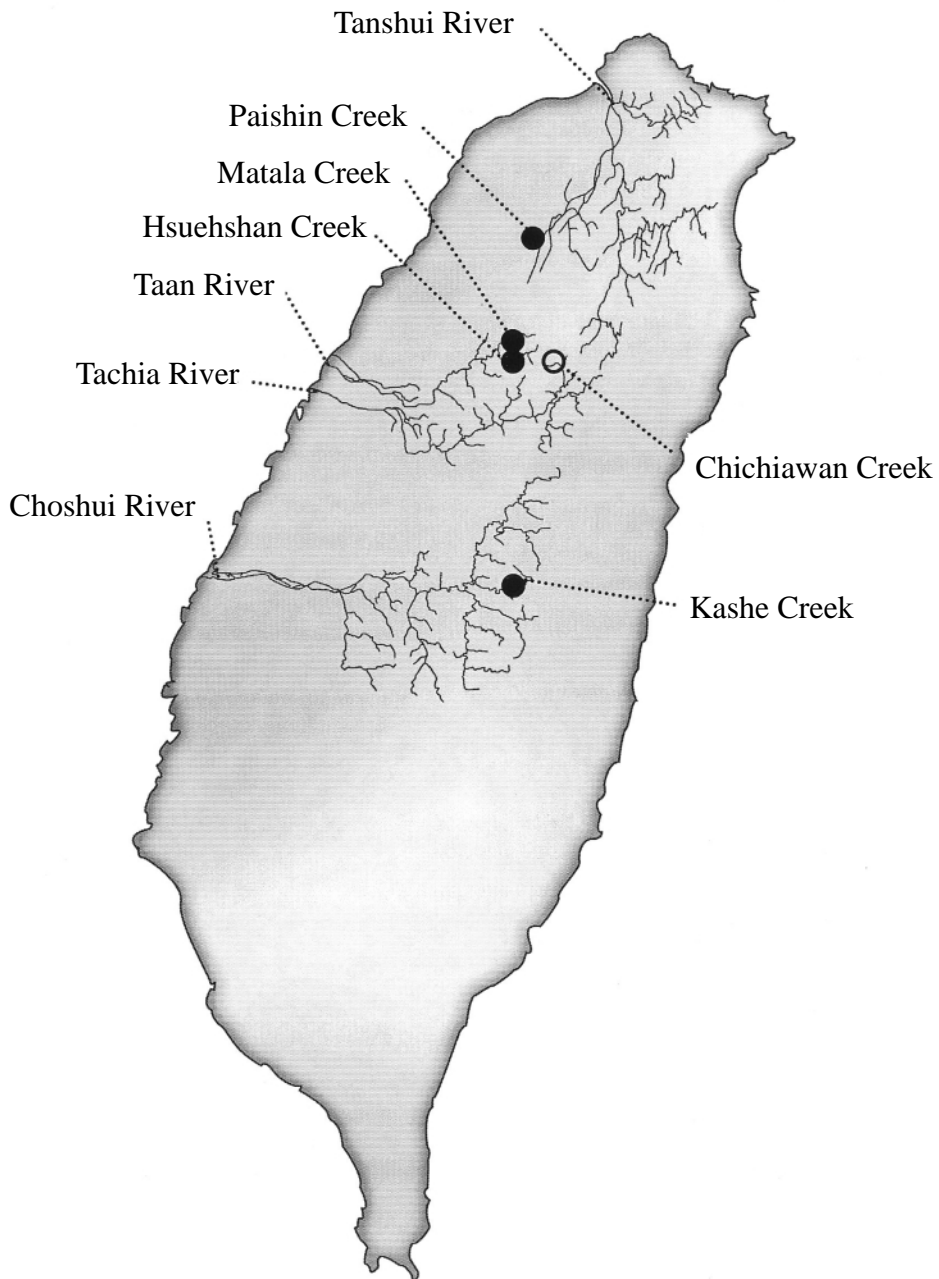 Tanshui River
Paishin Creek
Matala Creek
Hsuehshan Creek
Taan River
Tachia River
Chichiawan Creek
Choshui River
Kashe Creek